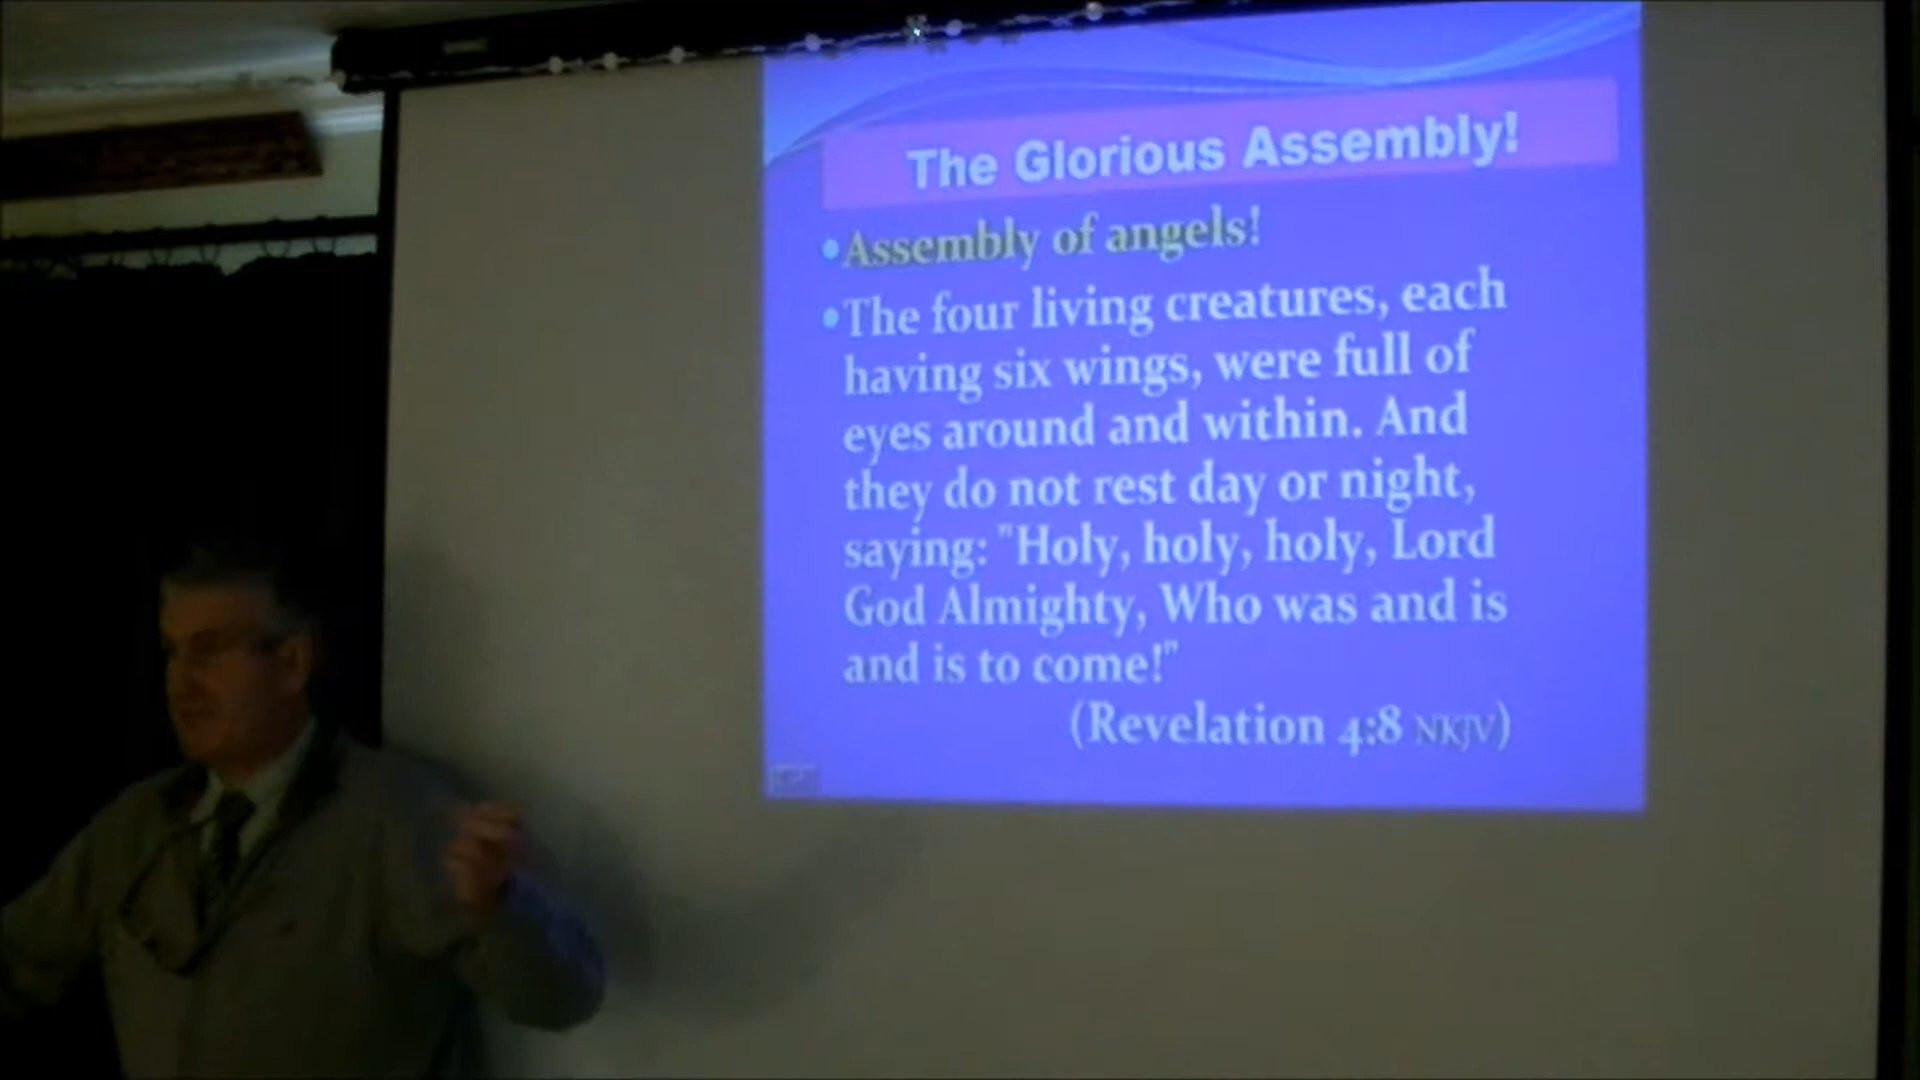 The Glorious Assembly!
•Assembly of angels!
•The four living creatures, each
having six wings, were full of
eyes around and within. And
they do not rest day or night,
saying: "Holy, holy, holy, Lord
God Almighty, Who was and is
and is to come!"
(Revelation 4:8 NKJV)